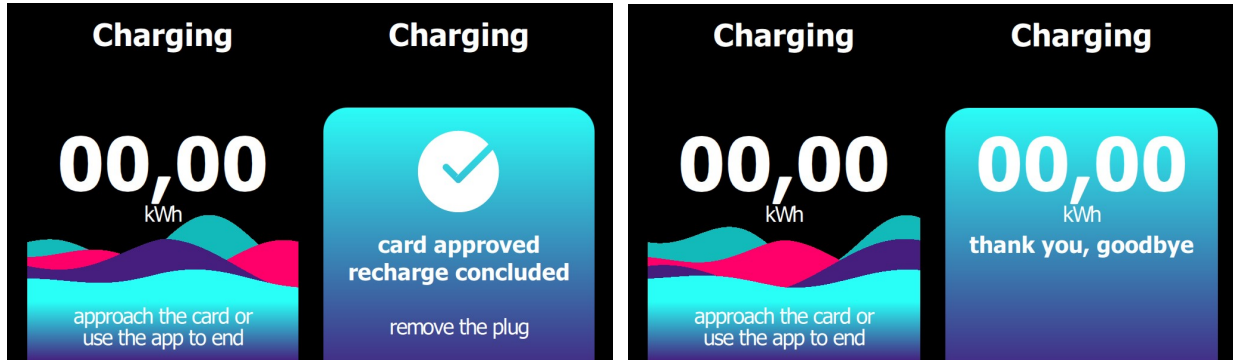 Charging
00,00
kWh
approach the card or
use the app to end
Charging
card approved
recharge concluded
remove the plug
Charging
00,00
kWh
approach the card or
use the app to end
Charging
00,00
kWh
thank you, goodbye